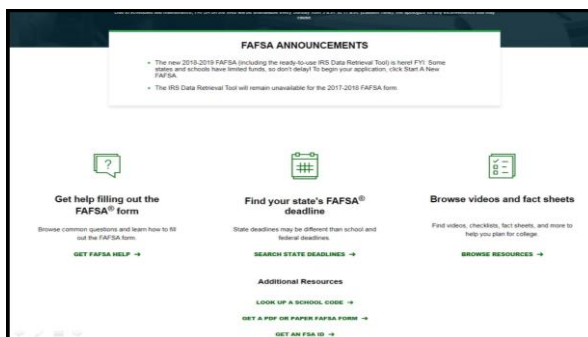 FAFSA ANNOUNCEMENTS
• The new 2018-2019 FAFSA (including the ready-to-use IRS Data Retrieval Tool) is here! FYI: Some
states and schools have limited funds, so don't delay! To begin your application, click Start A New
FAFSA.
• The IRS Data Retrieval Tool will remain unavailable for the 2017-2018 FAFSA form.
Get help filling out the
FAFSA® form
Browse common questions and learn how to fill
out the FAFSA form.
GET FAFSA HELP →
Find your state's FAFSA®
deadline
State deadlines may be different than school and
federal deadlines.
SEARCH STATE DEADLINES →
Browse videos and fact sheets
Find videos, checklists, fact sheets, and more to
help you plan for college.
BROWSE RESOURCES →
Additional Resources
LOOK UP A SCHOOL CODE →
GET A PDF OR PAPER FAFSA FORM →
GET AN FSA ID →